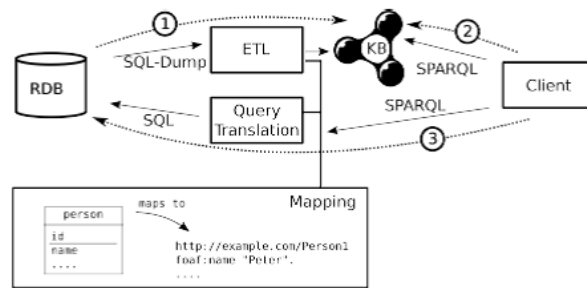 1
ETL
KB
2
SQL-Dump
SPARQL
RDB
Client
SPARQL
Query
Translation
SQL
3
Mapping
person
maps to
id
name
....
http://example.com/Person1
foaf:name "Peter".
....